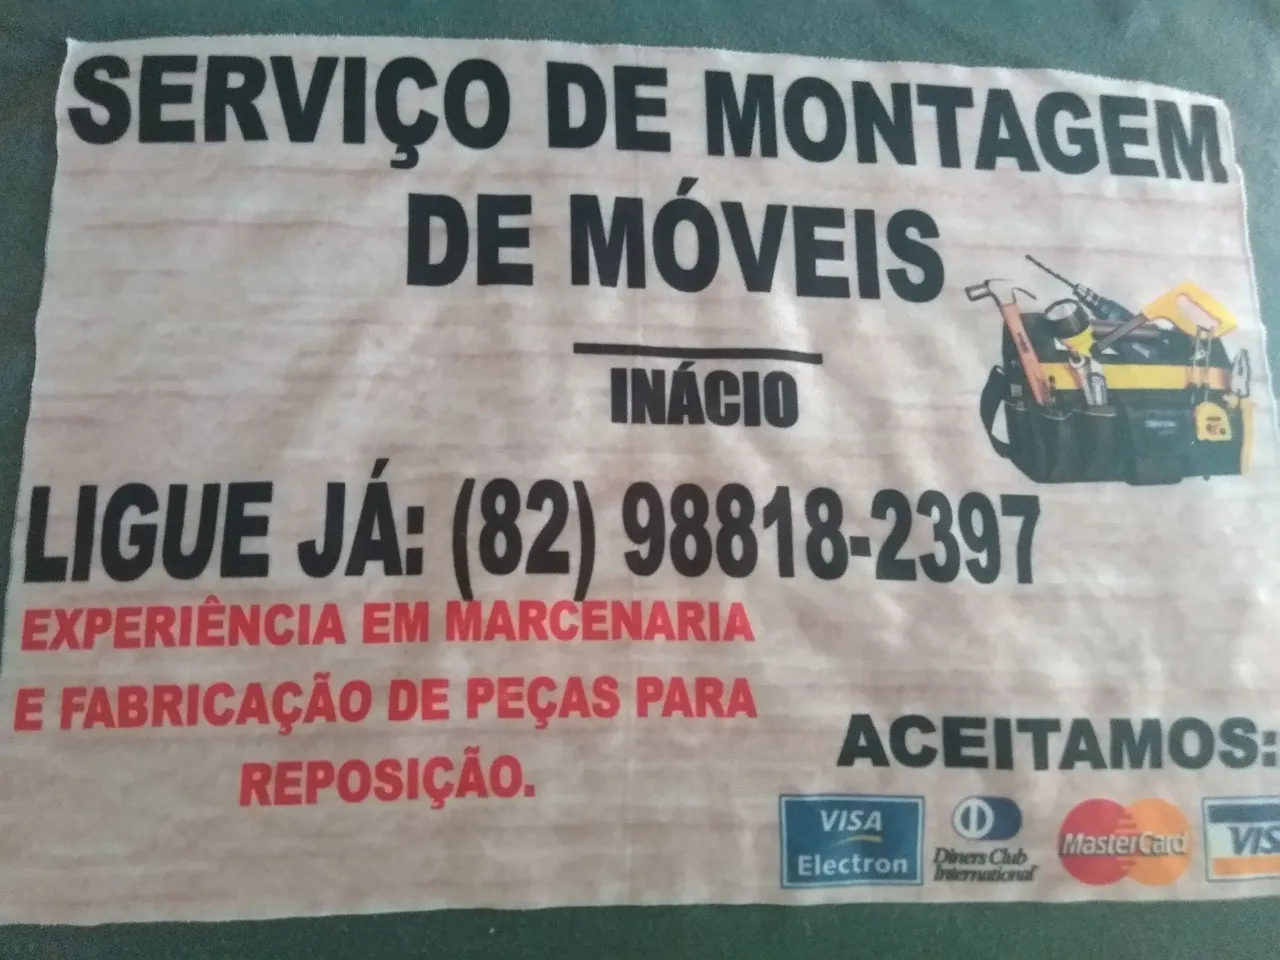 SERVIÇO DE MONTAGEM
DE MÓVEIS
INÁCIO
LIGUE JÁ: (82) 98818-2397
EXPERIÊNCIA EM MARCENARIA
E FABRICAÇÃO DE PEÇAS PARA
REPOSIÇÃO.
ACEITAMOS:
VISA
Electron
Diners Club
International
MasterCard
VIS